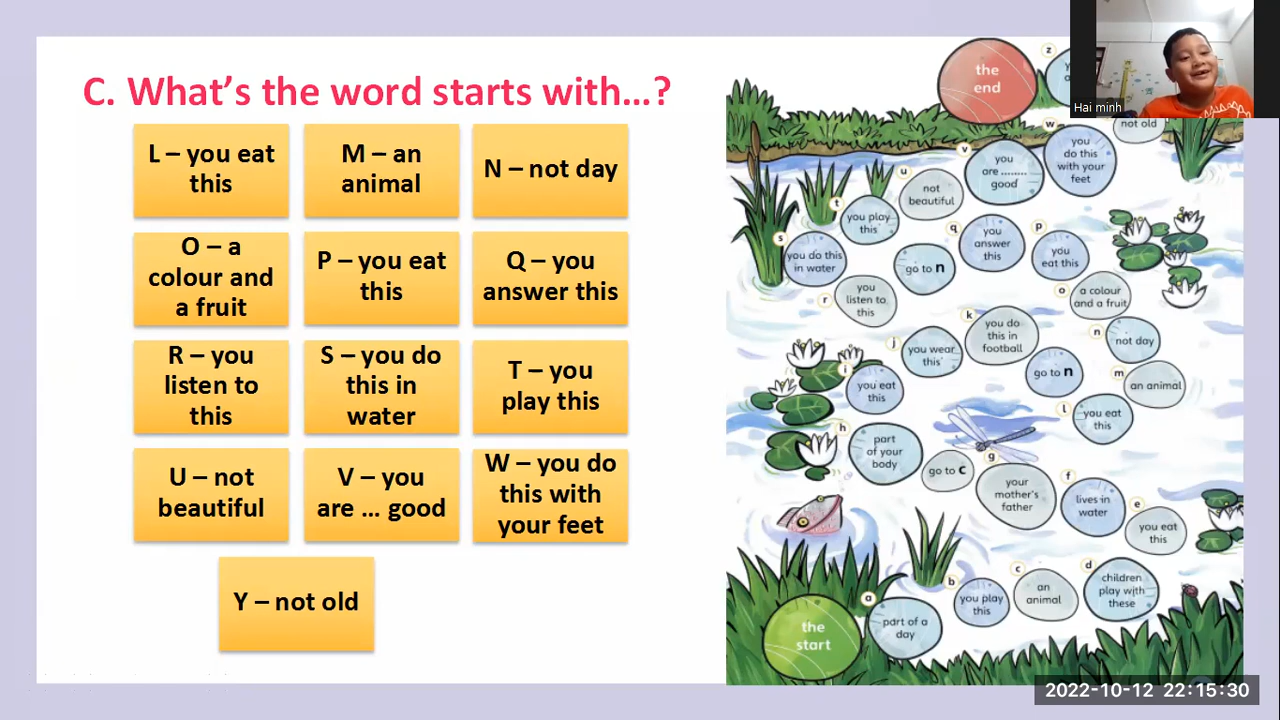 C. What's the word starts with...?
L – you eat
this
M – an
animal
N – not day
O – a
colour and
a fruit
P – you eat
this
Q – you
answer this
R – you
listen to
this
S – you do
this in
water
T – you
play this
U – not
beautiful
V – you
are ... good
W – you do
this with
your feet
Y – not old
Hai minh
the
end
z
not old
w
you
do this
with your
feet
v
you
are ........
good
u
not
beautiful
t
you play
this
s
you do this
in water
r
you
listen to
this
go to n
q
you
answer
this
p
you
eat this
o
a colour
and a fruit
n
not day
m
an animal
l
you eat
this
go to n
k
you do
this in
football
j
you wear
this
i
you eat
this
h
part
of your
body
go to c
g
your
mother's
father
f
lives in
water
e
you eat
this
d
children
play with
these
c
an
animal
b
you play
this
a
part of a
day
the
start
2022-10-12 22:15:30